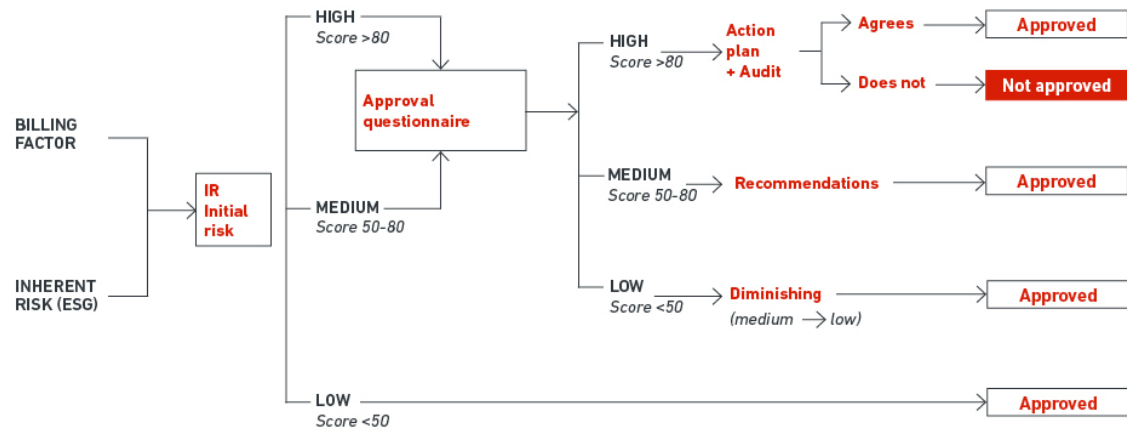 BILLING
FACTOR
INHERENT
RISK (ESG)
IR
Initial
risk
HIGH
Score >80
MEDIUM
Score 50-80
LOW
Score <50
Approval
questionnaire
HIGH
Score >80
Action
plan
+ Audit
Agrees
Approved
Does not
Not approved
MEDIUM
Score 50-80
Recommendations
Approved
LOW
Score <50
Diminishing
(medium → low)
Approved
Approved